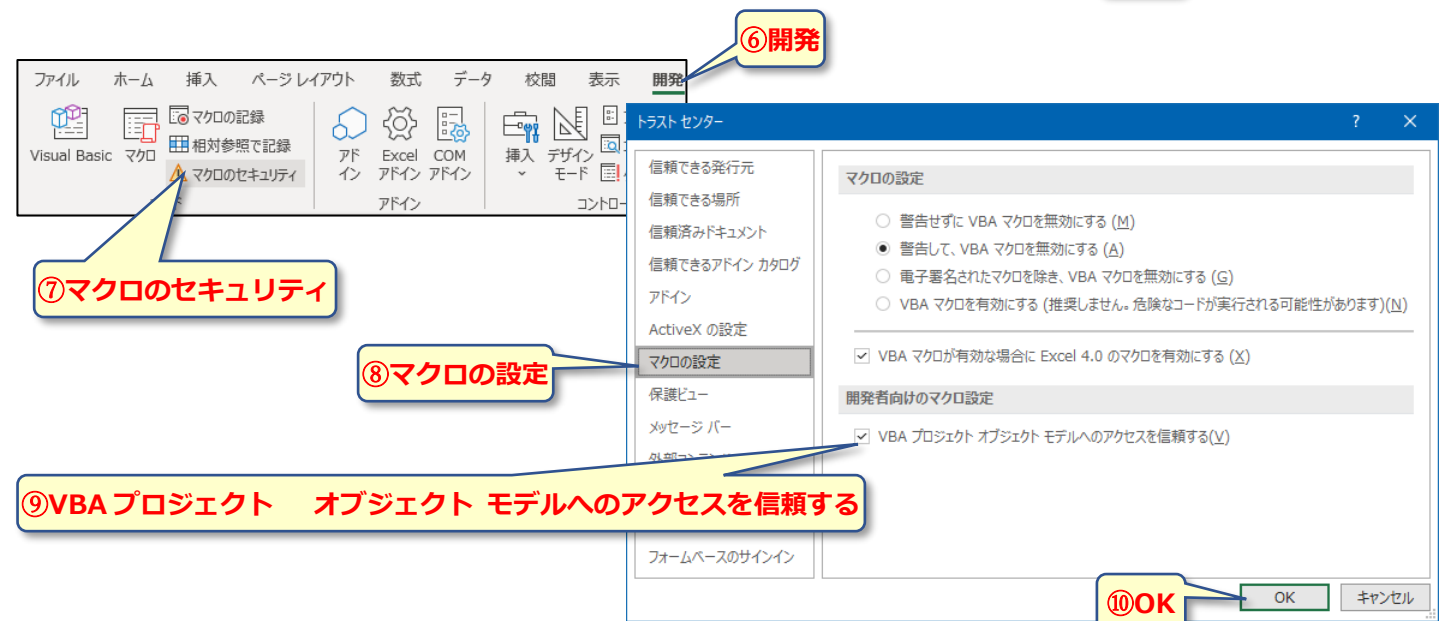 ⑥開発
ファイル ホーム 挿入 ページ レイアウト 数式 データ 校閲 表示 開発
Visual Basic
マクロ
マクロの記録
相対参照で記録
マクロのセキュリティ
アド
イン
Excel
アドイン
COM
アドイン
アドイン
挿入
デザイン
モード
コントロー
⑦マクロのセキュリティ
トラスト センター
信頼できる発行元
信頼できる場所
信頼済みドキュメント
信頼できるアドイン カタログ
アドイン
ActiveX の設定
マクロの設定
保護ビュー
メッセージ バー
フォームベースのサインイン
⑧マクロの設定
マクロの設定
警告せずに VBA マクロを無効にする (M)
警告して、VBA マクロを無効にする (A)
電子署名されたマクロを除き、VBA マクロを無効にする (G)
VBA マクロを有効にする (推奨しません。危険なコードが実行される可能性があります)(N)
VBA マクロが有効な場合に Excel 4.0 のマクロを有効にする (X)
開発者向けのマクロ設定
VBA プロジェクト オブジェクト モデルへのアクセスを信頼する(V)
⑨VBA プロジェクト オブジェクト モデルへのアクセスを信頼する
⑩OK
OK
キャンセル